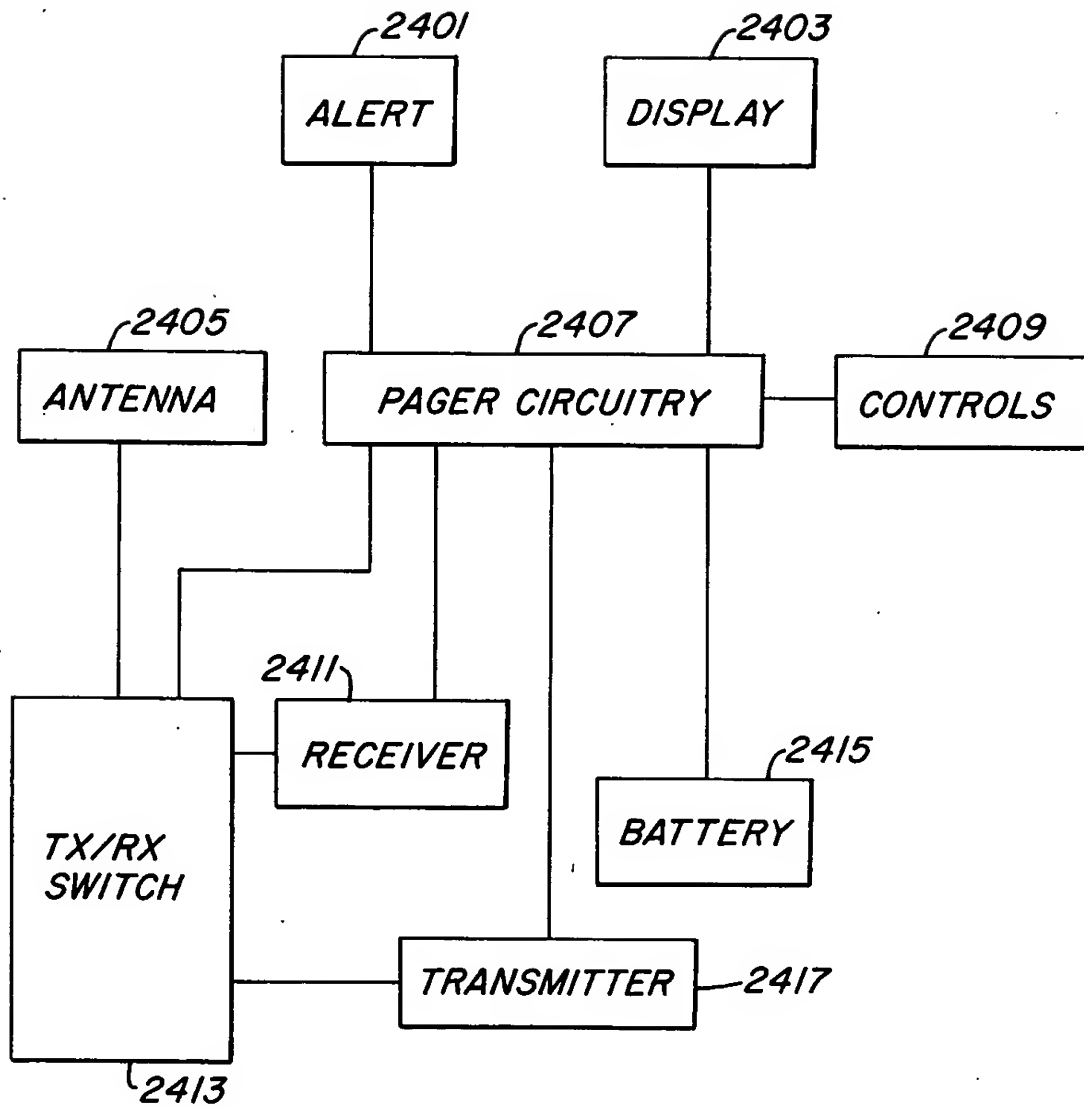 2401
ALERT
2403
DISPLAY
2405
ANTENNA
2407
PAGER CIRCUITRY
2409
CONTROLS
2411
RECEIVER
2413
TX/RX
SWITCH
2415
BATTERY
TRANSMITTER
2417